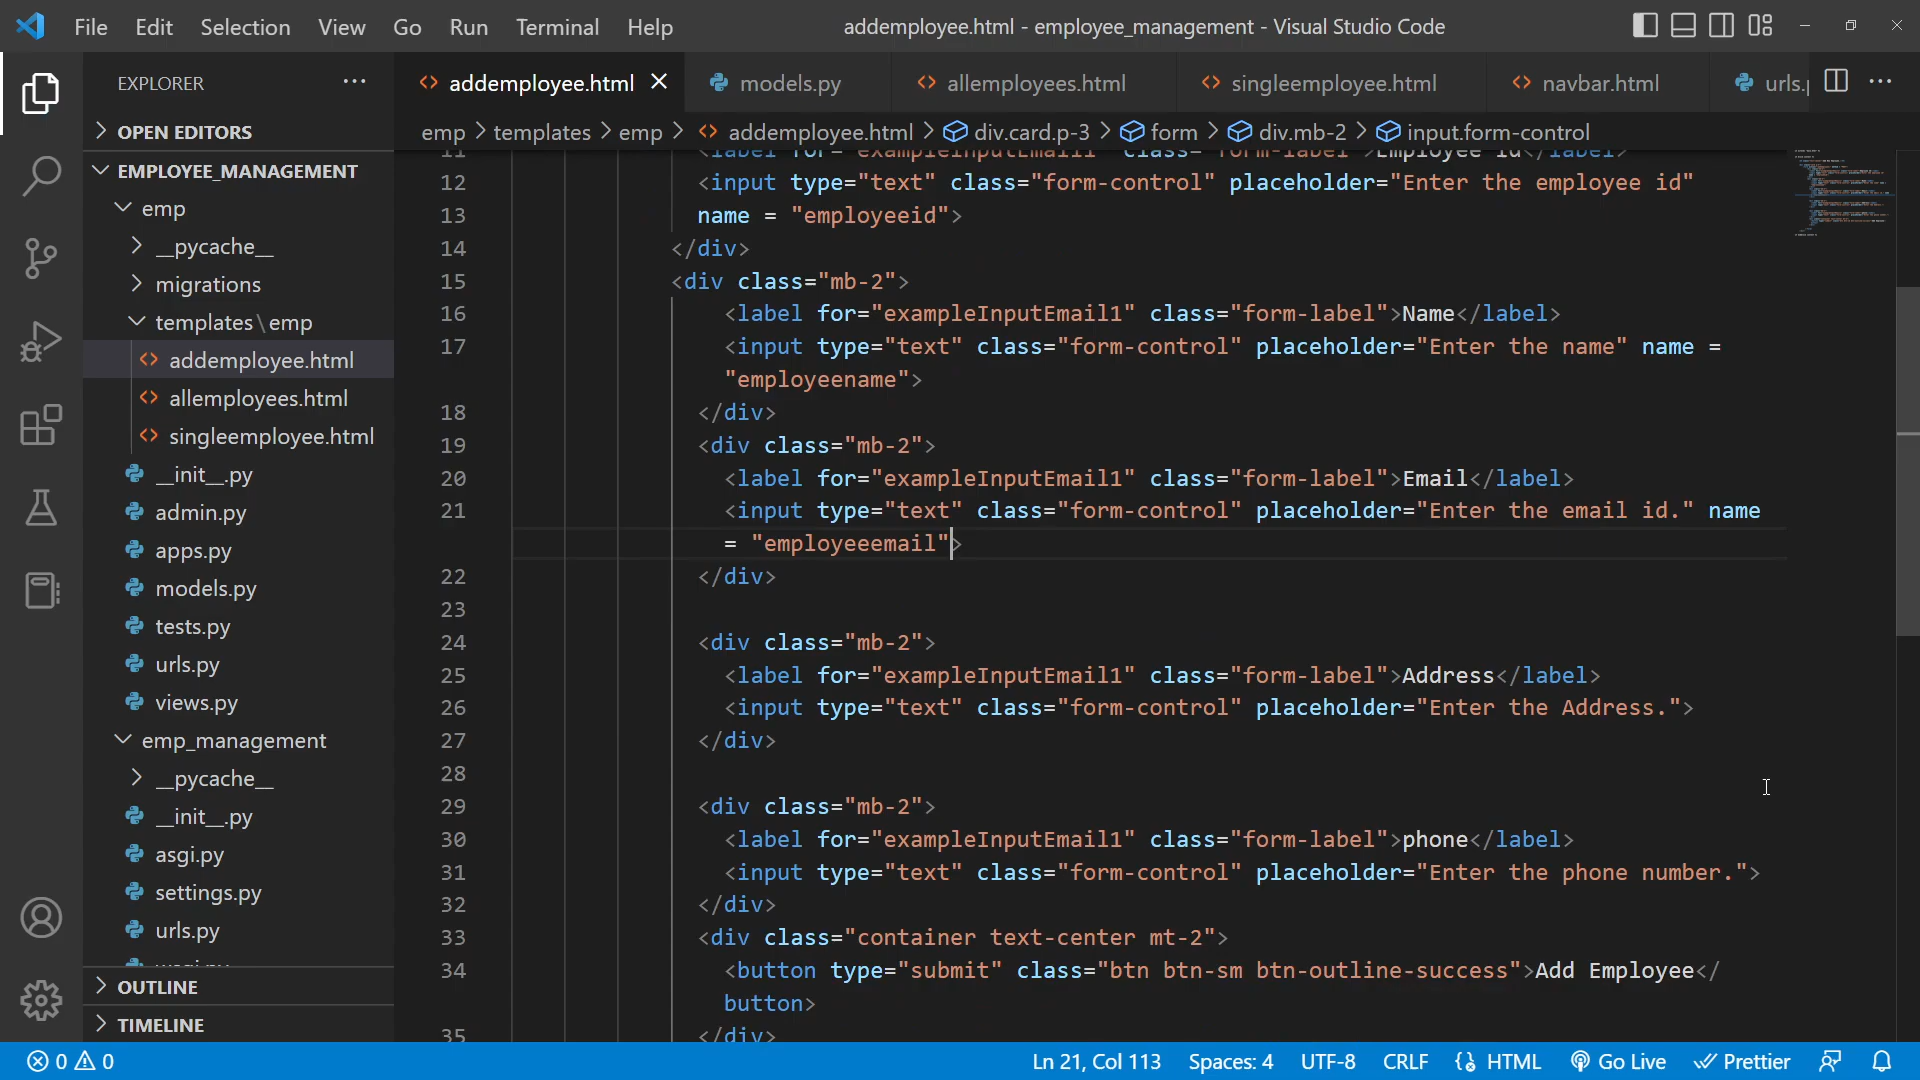 File Edit Selection View Go Run Terminal Help addemployee.html - employee_management - Visual Studio Code
EXPLORER
addemployee.html models.py allemployees.html singleemployee.html navbar.html urls.
OPEN EDITORS
emp templates emp addemployee.html div.card.p-3 form div.mb-2 input.form-control
EMPLOYEE_MANAGEMENT
emp
__pycache__
migrations
templates\emp
addemployee.html
allemployees.html
singleemployee.html
__init__.py
admin.py
apps.py
models.py
tests.py
urls.py
views.py
emp_management
__pycache__
__init__.py
asgi.py
settings.py
urls.py
OUTLINE
TIMELINE
11 <label for="exampleInputEmail1" class="form-label">Employee id</label>
12 <input type="text" class="form-control" placeholder="Enter the employee id"
13 name = "employeeid">
14 </div>
15 <div class="mb-2">
16 <label for="exampleInputEmail1" class="form-label">Name</label>
17 <input type="text" class="form-control" placeholder="Enter the name" name =
"employeename">
18 </div>
19 <div class="mb-2">
20 <label for="exampleInputEmail1" class="form-label">Email</label>
21 <input type="text" class="form-control" placeholder="Enter the email id." name
= "employeeemail">
22 </div>
23
24 <div class="mb-2">
25 <label for="exampleInputEmail1" class="form-label">Address</label>
26 <input type="text" class="form-control" placeholder="Enter the Address.">
27 </div>
28
29 <div class="mb-2">
30 <label for="exampleInputEmail1" class="form-label">phone</label>
31 <input type="text" class="form-control" placeholder="Enter the phone number.">
32 </div>
33 <div class="container text-center mt-2">
34 <button type="submit" class="btn btn-sm btn-outline-success">Add Employee</
button>
35 </div>
0 0 Ln 21, Col 113 Spaces: 4 UTF-8 CRLF HTML Go Live Prettier